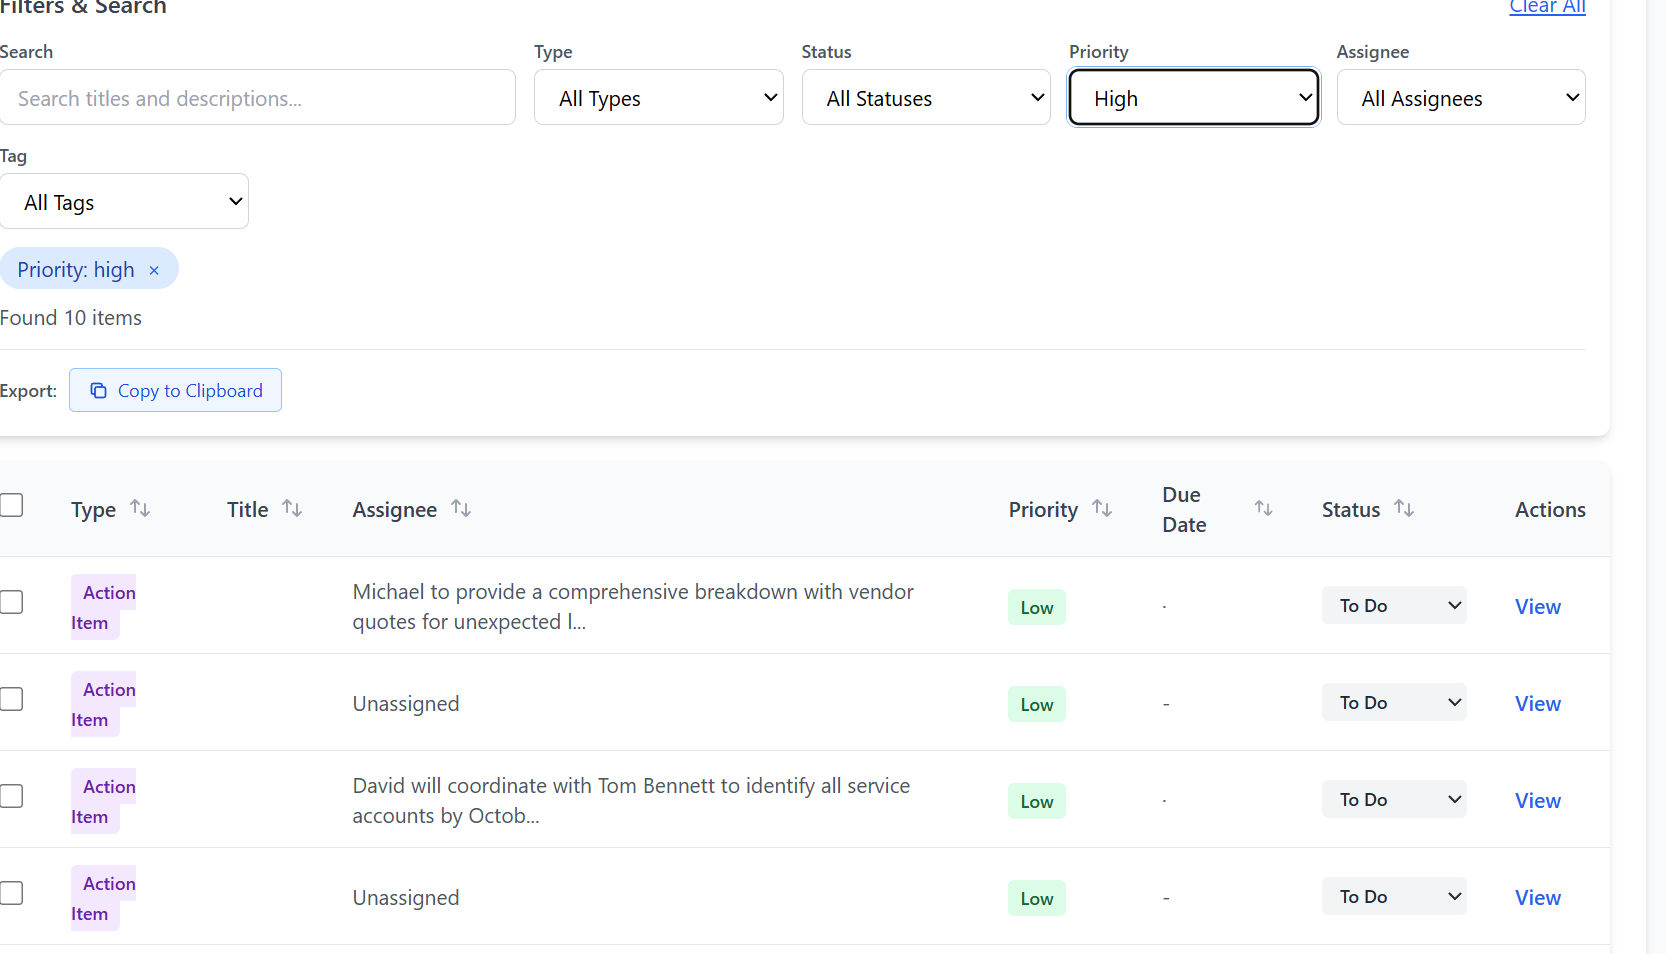 Filters & Search
Clear All
Search
Type
Status
Priority
Assignee
Search titles and descriptions...
All Types
All Statuses
High
All Assignees
Tag
All Tags
Priority: high ×
Found 10 items
Export:
Copy to Clipboard
Type
Title
Assignee
Priority
Due
Date
Status
Actions
Action
Item
Michael to provide a comprehensive breakdown with vendor
quotes for unexpected l...
Low
·
To Do
View
Action
Item
Unassigned
Low
-
To Do
View
Action
Item
David will coordinate with Tom Bennett to identify all service
accounts by Octob...
Low
·
To Do
View
Action
Item
Unassigned
Low
-
To Do
View